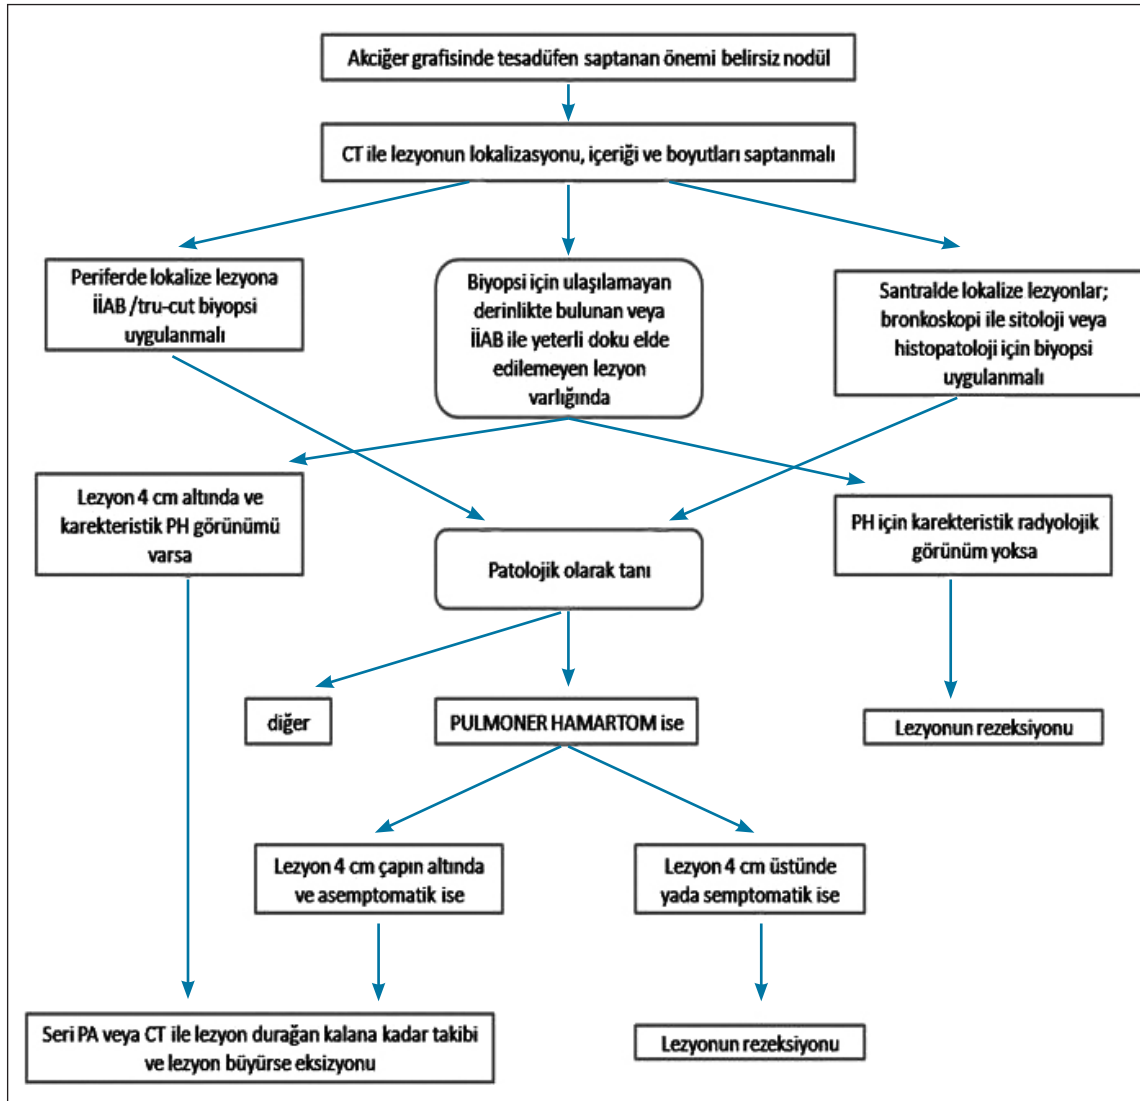 Akciğer grafisinde tesadüfen saptanan önemi belirsiz nodül
CT ile lezyonun lokalizasyonu, içeriği ve boyutları saptanmalı
Periferde lokalize lezyona
İİAB /tru-cut biyopsi
uygulanmalı
Biyopsi için ulaşılamayan
derinlikte bulunan veya
İİAB ile yeterli doku elde
edilemeyen lezyon
varlığında
Santralde lokalize lezyonlar;
bronkoskopi ile sitoloji veya
histopatoloji için biyopsi
uygulanmalı
Lezyon 4 cm altında ve
karekteristik PH görünümü
varsa
Patolojik olarak tanı
PH için karekteristik radyolojik
görünüm yoksa
diğer
PULMONER HAMARTOM ise
Lezyonun rezeksiyonu
Lezyon 4 cm çapın altında
ve asemptomatik ise
Lezyon 4 cm üstünde
yada semptomatik ise
Seri PA veya CT ile lezyon durağan kalana kadar takibi
ve lezyon büyürse eksizyonu
Lezyonun rezeksiyonu